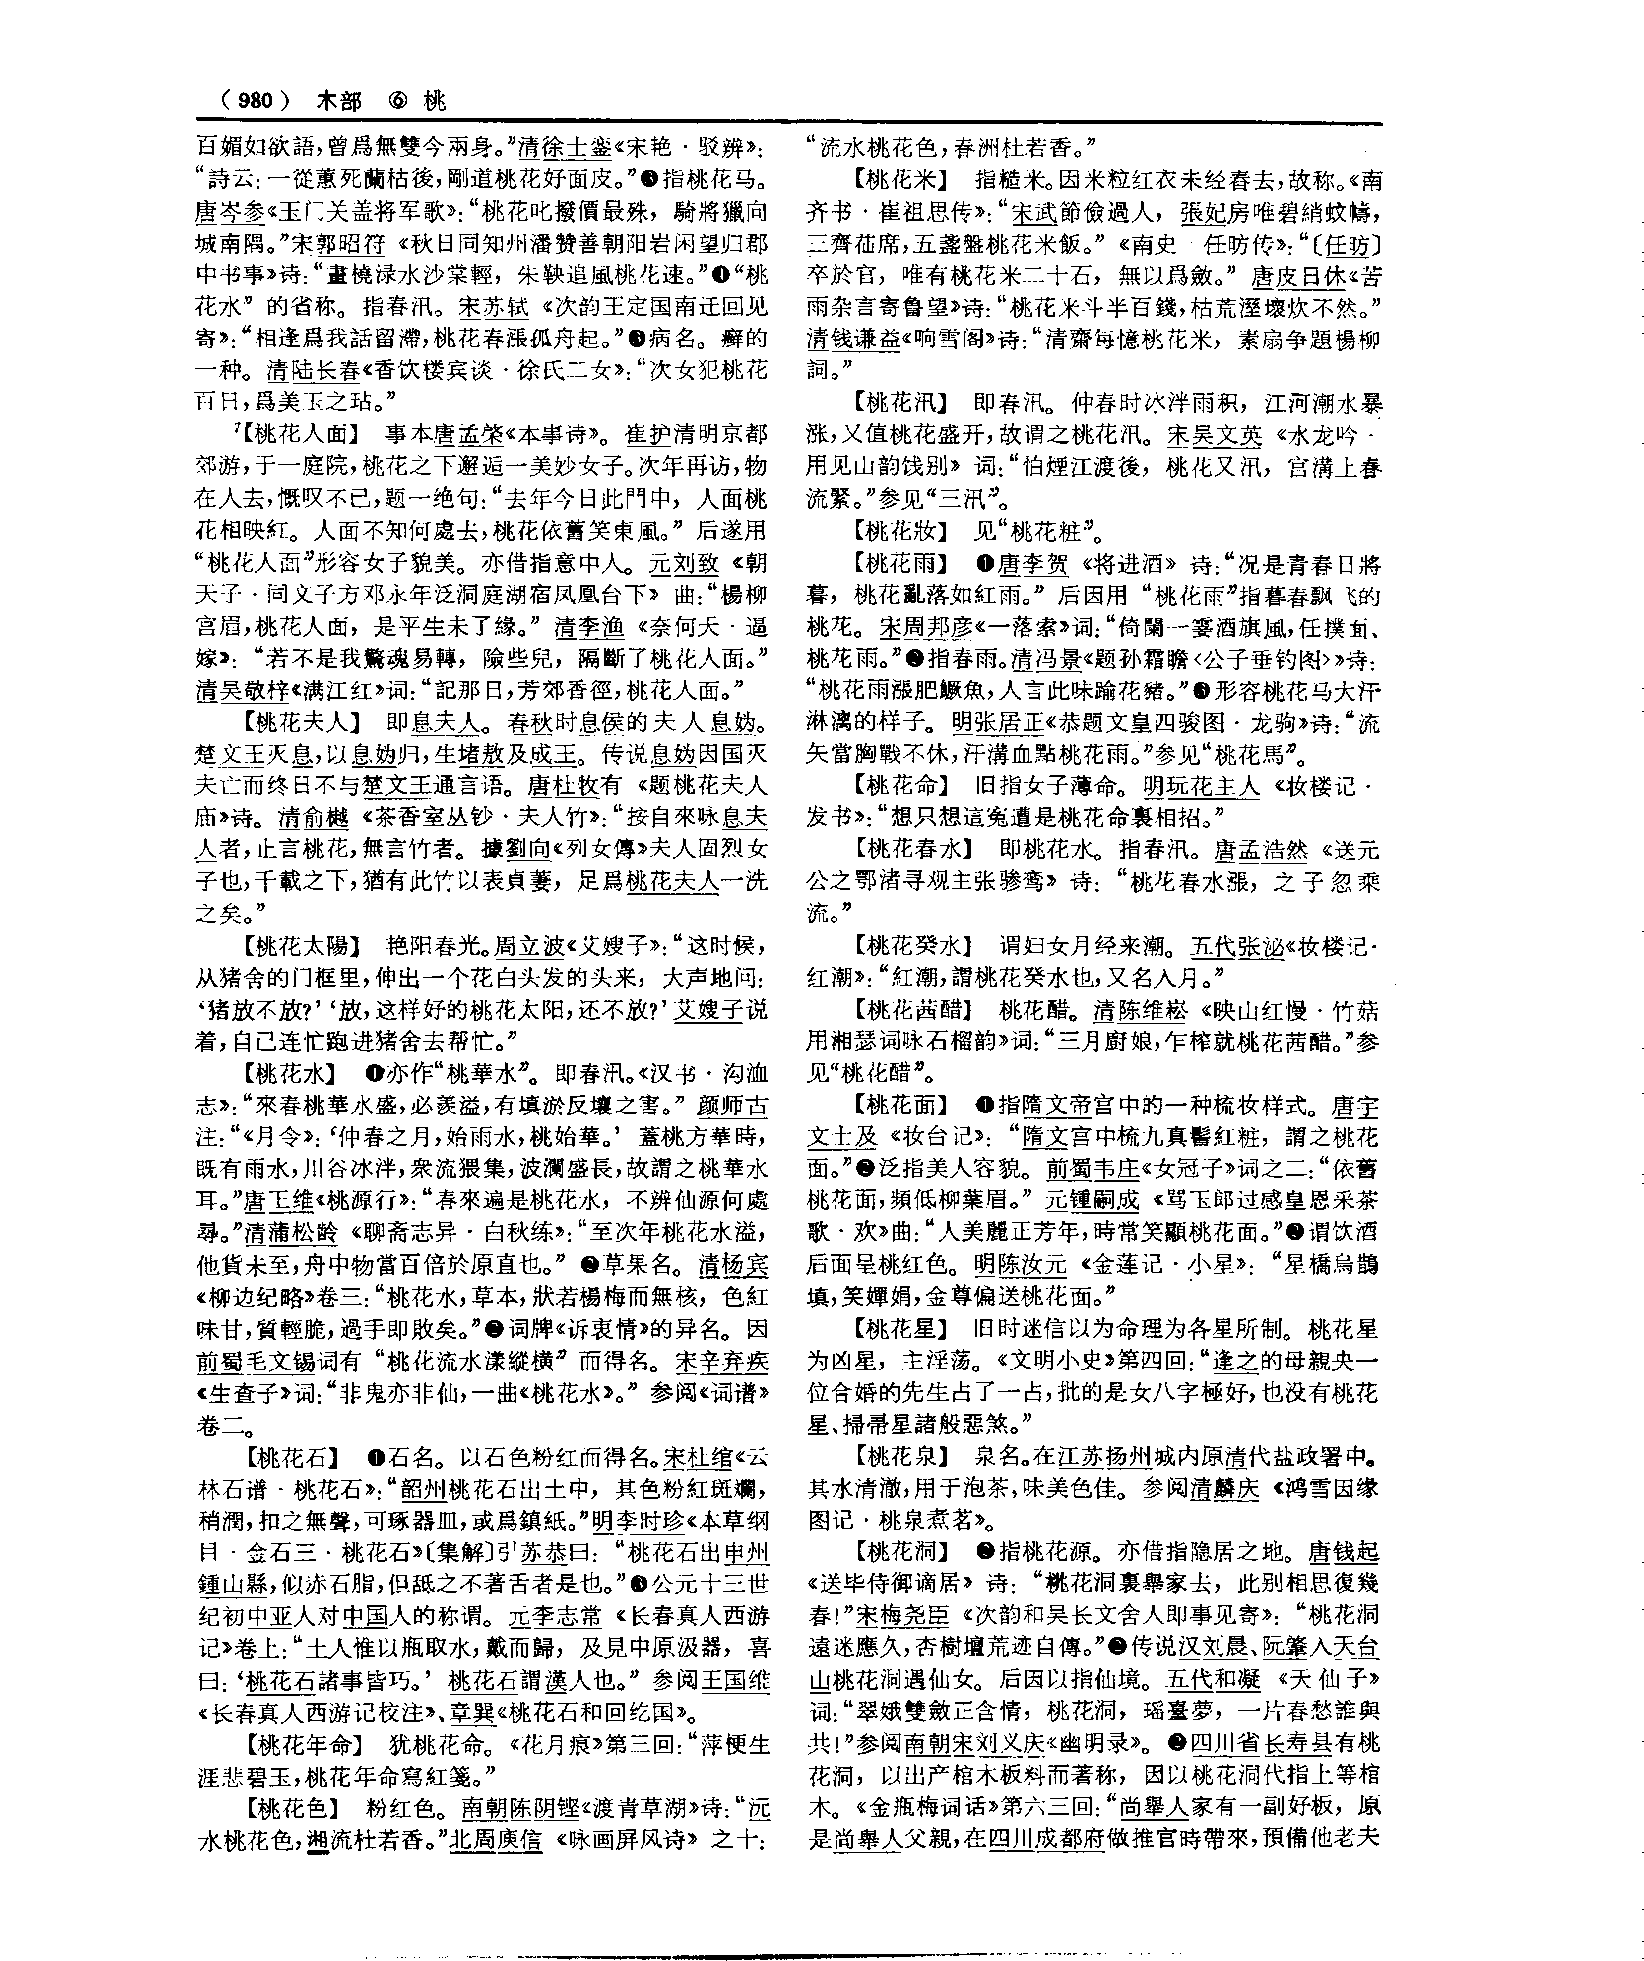 （980） 木部 ⑥ 桃
百媚如欲語，曾爲無雙今兩身。”清徐士銮《宋艳·驳辨》：
“詩云：一從蕙死蘭枯後，剛道桃花好面皮。”❸指桃花马。
唐岑参《玉门关盖将军歌》：“桃花叱撥價最殊，騎將獵向
城南隅。”宋郭昭符《秋日同知州潘赞善朝阳岩闲望归郡
中书事》诗：“畫橈渌水沙棠輕，朱鞅追風桃花速。”❹“桃
花水”的省称。指春汛。宋苏轼《次韵王定国南迁回见
寄》：“相逢爲我話留滯，桃花春漲孤舟起。”❺病名。癣的
一种。清陆长春《香饮楼宾谈·徐氏二女》：“次女犯桃花
百日，爲美玉之玷。”
【桃花人面】 事本唐孟棨《本事诗》。崔护清明京都
郊游，于一庭院，桃花之下邂逅一美妙女子。次年再访，物
在人去，慨叹不已，题一绝句：“去年今日此門中，人面桃
花相映紅。人面不知何處去，桃花依舊笑東風。”后遂用
“桃花人面”形容女子貌美。亦借指意中人。元刘致《朝
天子·同文子方邓永年泛洞庭湖宿凤凰台下》曲：“楊柳
宫眉，桃花人面，是平生未了緣。”清李渔《奈何天·逼
嫁》：“若不是我驚魂易轉，險些兒，隔斷了桃花人面。”
清吴敬梓《满江红》词：“記那日，芳郊香徑，桃花人面。”
【桃花夫人】 即息夫人。春秋时息侯的夫人息妫。
楚文王灭息，以息妫归，生堵敖及成王。传说息妫因国灭
夫亡而终日不与楚文王通言语。唐杜牧有《题桃花夫人
庙》诗。清俞樾《茶香室丛钞·夫人竹》：“按自來咏息夫
人者，止言桃花，無言竹者。據劉向《列女傳》夫人固烈女
子也，千載之下，猶有此竹以表貞萋，足爲桃花夫人一洗
之矣。”
【桃花太陽】 艳阳春光。周立波《艾嫂子》：“这时候，
从猪舍的门框里，伸出一个花白头发的头来，大声地问：
‘猪放不放？’‘放，这样好的桃花太阳，还不放？’艾嫂子说
着，自己连忙跑进猪舍去帮忙。”
【桃花水】 ❶亦作“桃華水”。即春汛。《汉书·沟洫
志》：“來春桃華水盛，必羡溢，有填淤反壤之害。”颜师古
注：“《月令》：‘仲春之月，始雨水，桃始華。’蓋桃方華時，
既有雨水，川谷冰泮，衆流猥集，波瀾盛長，故謂之桃華水
耳。”唐王维《桃源行》：“春來遍是桃花水，不辨仙源何處
尋。”清蒲松龄《聊斋志异·白秋练》：“至次年桃花水溢，
他貨未至，舟中物當百倍於原直也。”❷草果名。清杨宾
《柳边纪略》卷三：“桃花水，草本，狀若楊梅而無核，色紅
味甘，質輕脆，過手即敗矣。”❸词牌《诉衷情》的异名。因
前蜀毛文锡词有“桃花流水漾縱横”而得名。宋辛弃疾
《生查子》词：“非鬼亦非仙，一曲《桃花水》。”参阅《词谱》
卷二。
【桃花石】 ❶石名。以石色粉红而得名。宋杜绾《云
林石谱·桃花石》：“韶州桃花石出土中，其色粉紅斑斕，
稍潤，扣之無聲，可琢器皿，或爲鎮紙。”明李时珍《本草纲
目·金石三·桃花石》〔集解〕引苏恭曰：“桃花石出申州
鍾山縣，似赤石脂，但舐之不著舌者是也。”❷公元十三世
纪初中亚人对中国人的称谓。元李志常《长春真人西游
记》卷上：“土人惟以瓶取水，戴而歸，及見中原汲器，喜
曰：‘桃花石諸事皆巧。’桃花石謂漢人也。”参阅王国维
《长春真人西游记校注》、章巽《桃花石和回纥国》。
【桃花年命】 犹桃花命。《花月痕》第三回：“萍梗生
涯悲碧玉，桃花年命寫紅箋。”
【桃花色】 粉红色。南朝陈阴铿《渡青草湖》诗：“沅
水桃花色，湘流杜若香。”北周庾信《咏画屏风诗》之十：
“流水桃花色，春洲杜若香。”
【桃花米】 指糙米。因米粒红衣未经舂去，故称。《南
齐书·崔祖思传》：“宋武節儉過人，張妃房唯碧綃蚊幬，
三齊苮席，五盞盤桃花米飯。”《南史·任昉传》：“〔任昉〕
卒於官，唯有桃花米二十石，無以爲斂。”唐皮日休《苦
雨杂言寄鲁望》诗：“桃花米斗半百錢，枯荒溼壞炊不然。”
清钱谦益《响雪阁》诗：“清齋每憶桃花米，素扇争題楊柳
詞。”
【桃花汛】 即春汛。仲春时冰泮雨积，江河潮水暴
涨，又值桃花盛开，故谓之桃花汛。宋吴文英《水龙吟·
用见山韵饯别》词：“怕煙江渡後，桃花又汛，宫溝上春
流緊。”参见“三汛”。
【桃花妝】 见“桃花粧”。
【桃花雨】 ❶唐李贺《将进酒》诗：“况是青春日將
暮，桃花亂落如紅雨。”后因用“桃花雨”指暮春飘飞的
桃花。宋周邦彦《一落索》词：“倚闌一霎酒旗風，任撲面、
桃花雨。”❷指春雨。清冯景《题孙霜瞻〈公子垂钓图〉》诗：
“桃花雨漲肥鱖魚，人言此味踰花豬。”❸形容桃花马大汗
淋漓的样子。明张居正《恭题文皇四骏图·龙驹》诗：“流
矢當胸戰不休，汗溝血點桃花雨。”参见“桃花馬”。
【桃花命】 旧指女子薄命。明玩花主人《妆楼记·
发书》：“想只想這寃遭是桃花命裏相招。”
【桃花春水】 即桃花水。指春汛。唐孟浩然《送元
公之鄂渚寻观主张骖鸾》诗：“桃花春水漲，之子忽乘
流。”
【桃花癸水】 谓妇女月经来潮。五代张泌《妆楼记·
红潮》：“紅潮，謂桃花癸水也，又名入月。”
【桃花茜醋】 桃花醋。清陈维崧《映山红慢·竹菇
用湘瑟词咏石榴韵》词：“三月厨娘，乍榨就桃花茜醋。”参
见“桃花醋”。
【桃花面】 ❶指隋文帝宫中的一种梳妆样式。唐宇
文士及《妆台记》：“隋文宫中梳九真髻紅粧，謂之桃花
面。”❷泛指美人容貌。前蜀韦庄《女冠子》词之二：“依舊
桃花面，頻低柳葉眉。”元锺嗣成《骂玉郎过感皇恩采茶
歌·欢》曲：“人美麗正芳年，時常笑顯桃花面。”❸谓饮酒
后面呈桃红色。明陈汝元《金莲记·小星》：“星橋烏鵲
填，笑嬋娟，金尊偏送桃花面。”
【桃花星】 旧时迷信以为命理为各星所制。桃花星
为凶星，主淫荡。《文明小史》第四回：“逢之的母親央一
位合婚的先生占了一占，批的是女八字極好，也没有桃花
星、掃帚星諸般惡煞。”
【桃花泉】 泉名。在江苏扬州城内原清代盐政署中。
其水清澈，用于泡茶，味美色佳。参阅清麟庆《鸿雪因缘
图记·桃泉煮茗》。
【桃花洞】 ❶指桃花源。亦借指隐居之地。唐钱起
《送毕侍御谪居》诗：“桃花洞裏舉家去，此别相思復幾
春！”宋梅尧臣《次韵和吴长文舍人即事见寄》：“桃花洞
遠迷應久，杏樹壇荒迹自傳。”❷传说汉刘晨、阮肇入天台
山桃花洞遇仙女。后因以指仙境。五代和凝《天仙子》
词：“翠娥雙斂正含情，桃花洞，瑶臺夢，一片春愁誰與
共！”参阅南朝宋刘义庆《幽明录》。❸四川省长寿县有桃
花洞，以出产棺木板料而著称，因以桃花洞代指上等棺
木。《金瓶梅词话》第六三回：“尚舉人家有一副好板，原
是尚舉人父親，在四川成都府做推官時帶來，預備他老夫